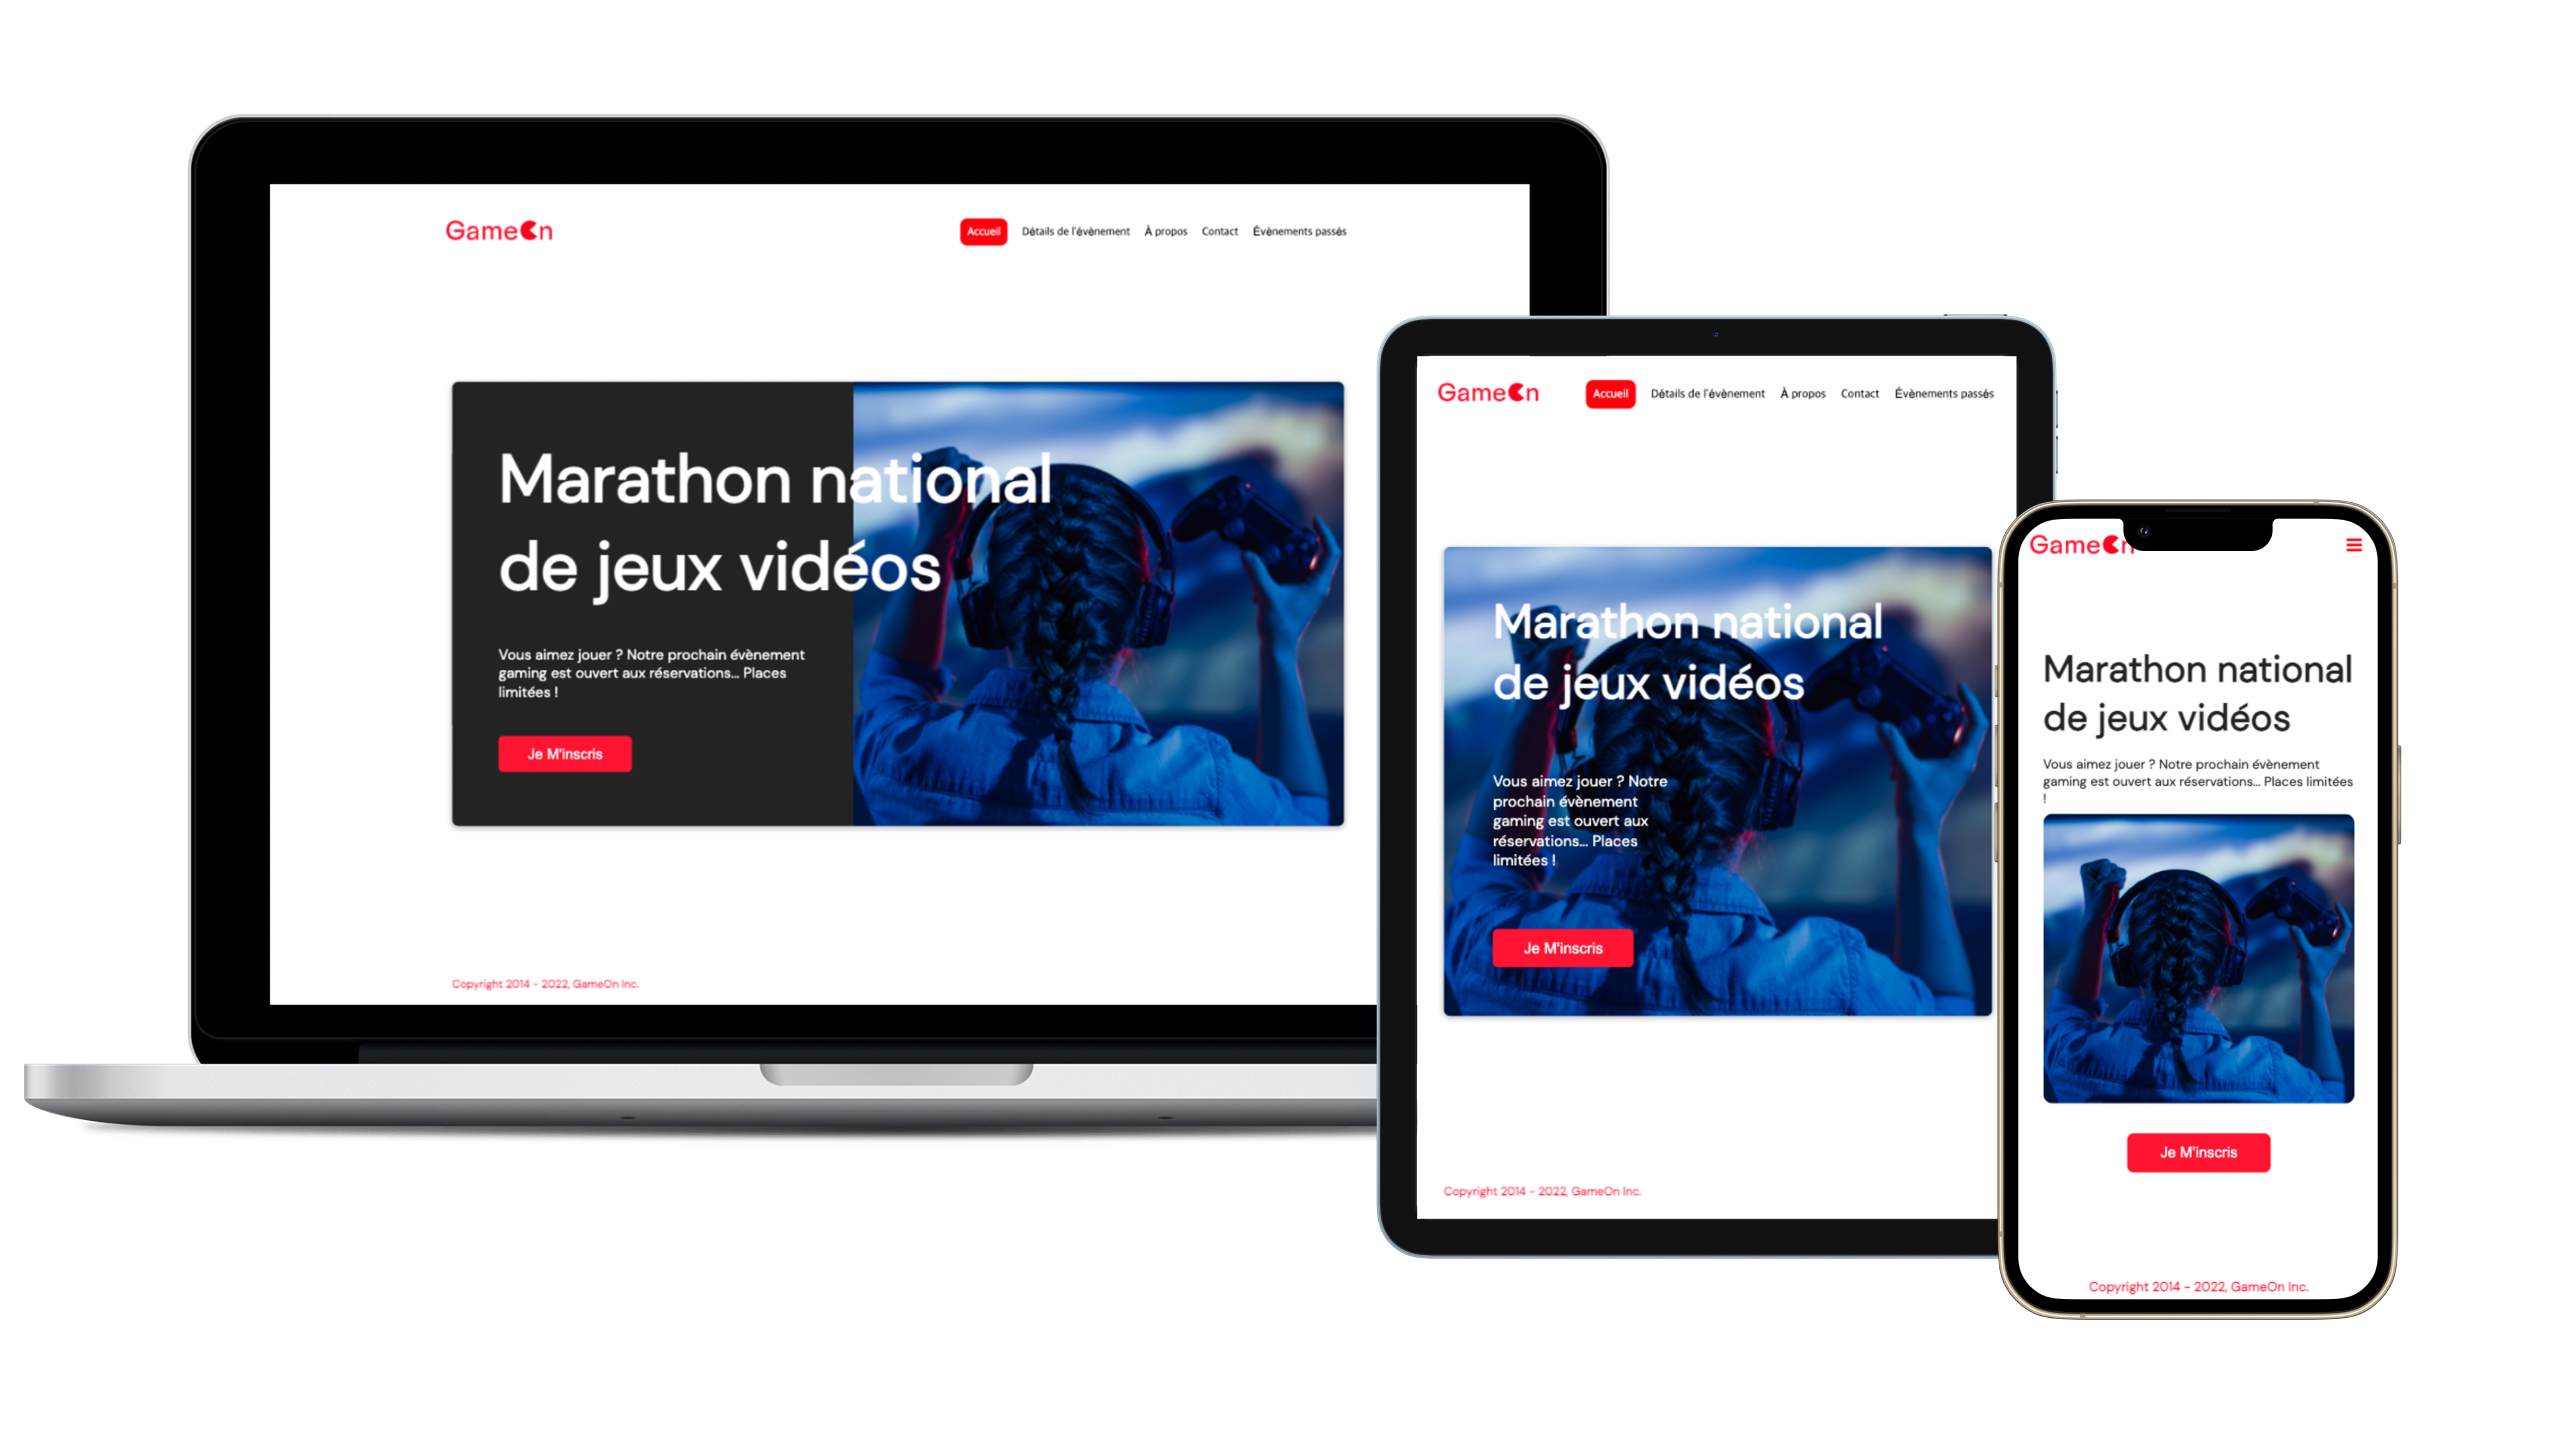 GameOn
Accueil Détails de l'évènement À propos Contact Évènements passés
Marathon national
de jeux vidéos
Vous aimez jouer ? Notre prochain évènement
gaming est ouvert aux réservations... Places
limitées !
Je M'inscris
Copyright 2014 - 2022, GameOn Inc.
GameOn
Accueil Détails de l'évènement À propos Contact Évènements passés
Marathon national
de jeux vidéos
Vous aimez jouer ? Notre
prochain évènement
gaming est ouvert aux
réservations... Places
limitées !
Je M'inscris
Copyright 2014 - 2022, GameOn Inc.
GameOn
Marathon national
de jeux vidéos
Vous aimez jouer ? Notre prochain évènement
gaming est ouvert aux réservations... Places limitées
!
Je M'inscris
Copyright 2014 - 2022, GameOn Inc.